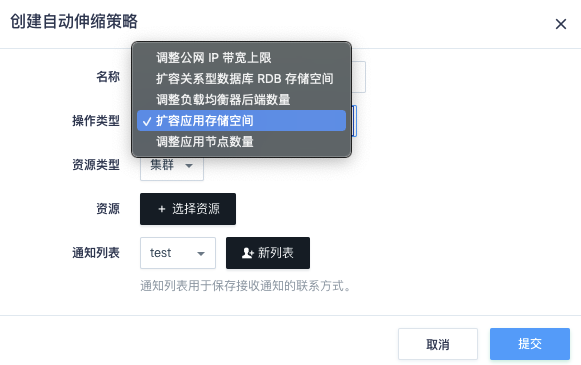 创建自动伸缩策略
名称
调整公网 IP 带宽上限
扩容关系型数据库 RDB 存储空间
调整负载均衡器后端数量
操作类型
扩容应用存储空间
调整应用节点数量
资源类型
集群
资源
选择资源
通知列表
test
新列表
通知列表用于保存接收通知的联系方式。
取消
提交